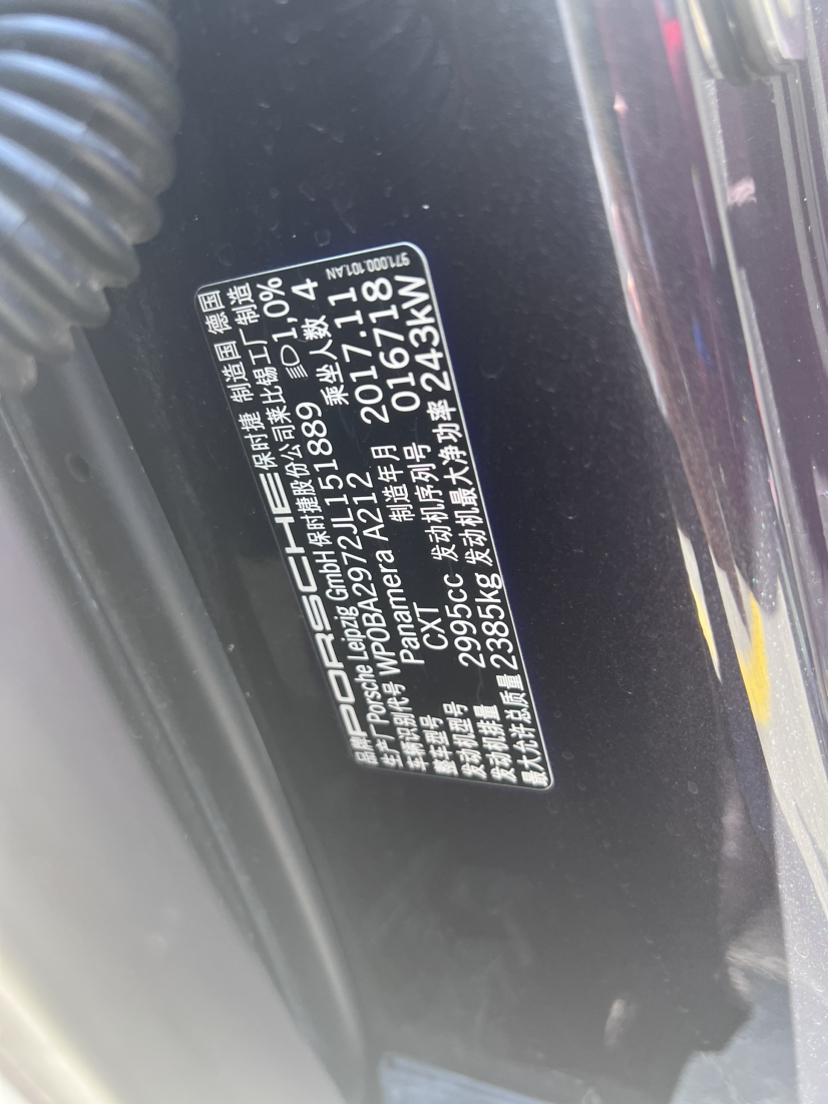 品牌 PORSCHE 保时捷 制造国 德国
生产厂 Porsche Leipzig GmbH 保时捷股份公司莱比锡工厂制造
车辆识别代号 WP0BA2972JL151889 1,0%
整车型号 Panamera A212 乘坐人数 4
发动机型号 CXT 制造年月 2017.11
发动机排量 2995cc 发动机序列号 016718
最大允许总质量 2385kg 发动机最大净功率 243kW
971.000.101.AN